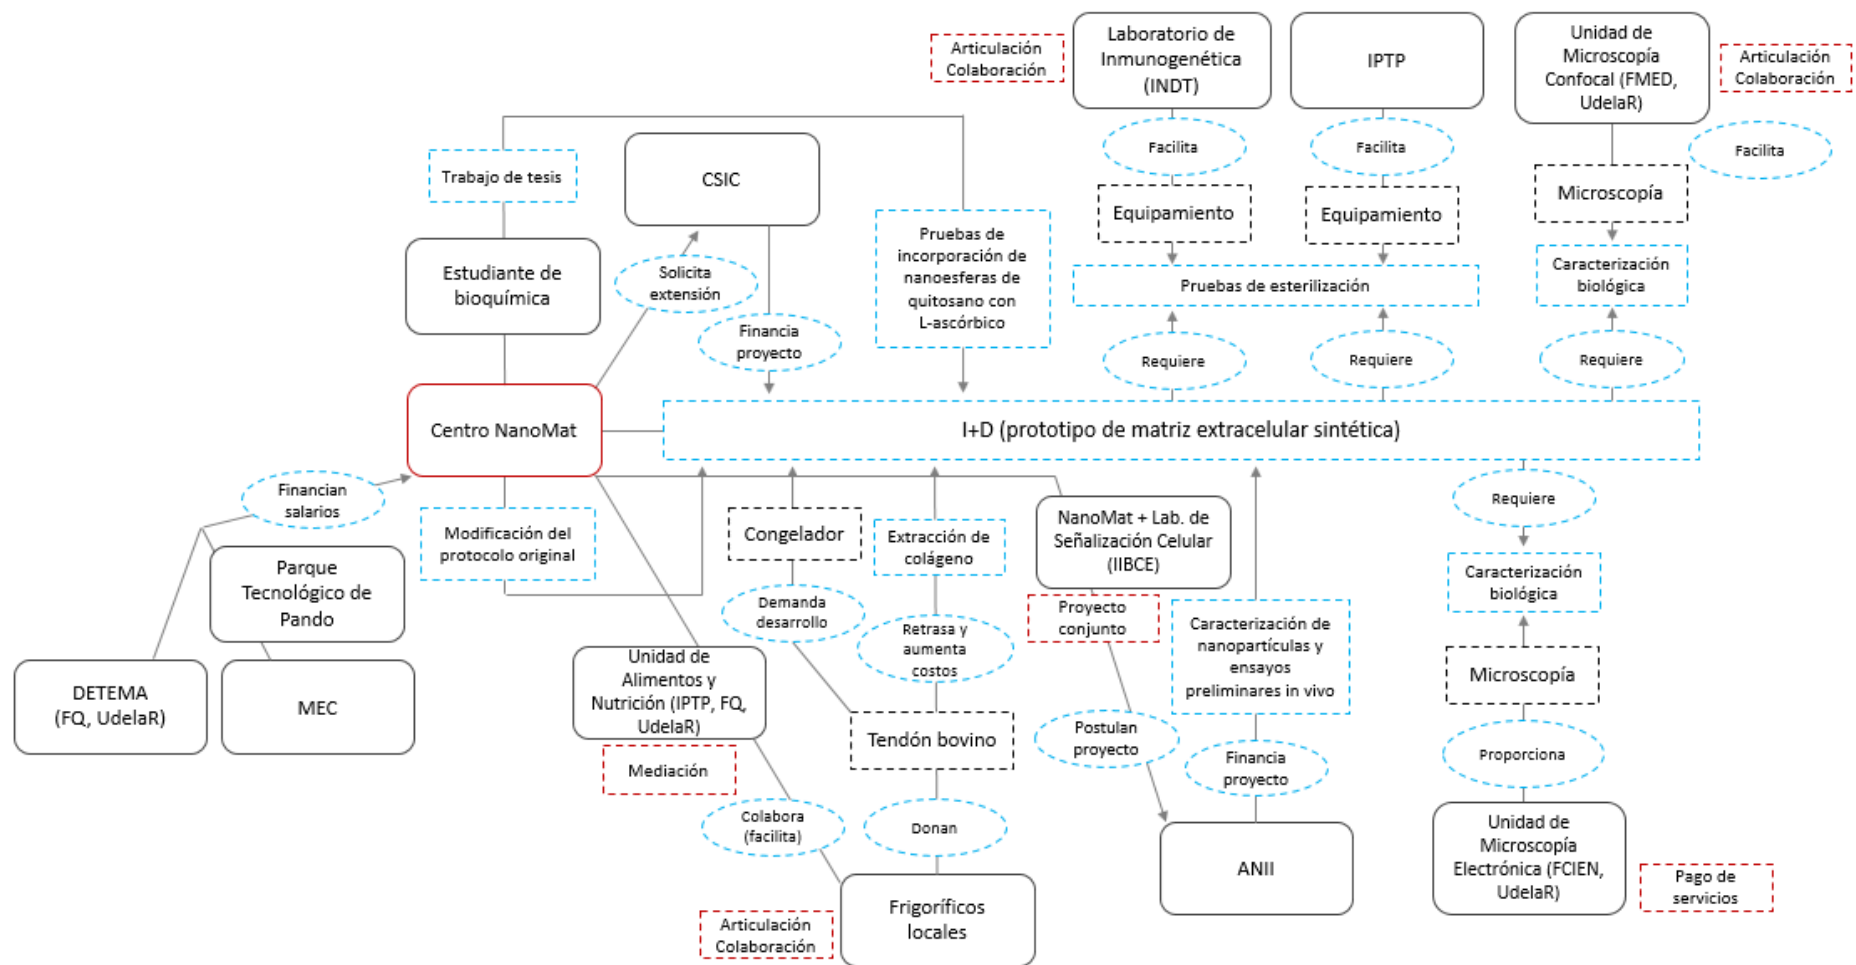 Articulación
Colaboración
Laboratorio de
Inmunogenética
(INDT)
IPTP
Unidad de
Microscopía
Confocal (FMED,
UdelaR)
Articulación
Colaboración
Facilita
Facilita
Facilita
Trabajo de tesis
CSIC
Equipamiento
Equipamiento
Microscopía
Pruebas de
incorporación de
nanoesferas de
quitosano con
L-ascórbico
Estudiante de
bioquímica
Solicita
extensión
Pruebas de esterilización
Caracterización
biológica
Financia
proyecto
Requiere
Requiere
Requiere
Centro NanoMat
I+D (prototipo de matriz extracelular sintética)
Financian
salarios
Requiere
Modificación del
protocolo original
Congelador
Extracción de
colágeno
NanoMat + Lab. de
Señalización Celular
(IIBCE)
Parque
Tecnológico de
Pando
Caracterización
biológica
Demanda
desarrollo
Retrasa y
aumenta
costos
Proyecto
conjunto
Caracterización de
nanopartículas y
ensayos
preliminares in vivo
DETEMA
(FQ, UdelaR)
MEC
Unidad de
Alimentos y
Nutrición (IPTP, FQ,
UdelaR)
Microscopía
Tendón bovino
Postulan
proyecto
Financia
proyecto
Proporciona
Mediación
Colabora
(facilita)
Donan
ANII
Unidad de
Microscopía
Electrónica (FCIEN,
UdelaR)
Pago de
servicios
Articulación
Colaboración
Frigoríficos
locales